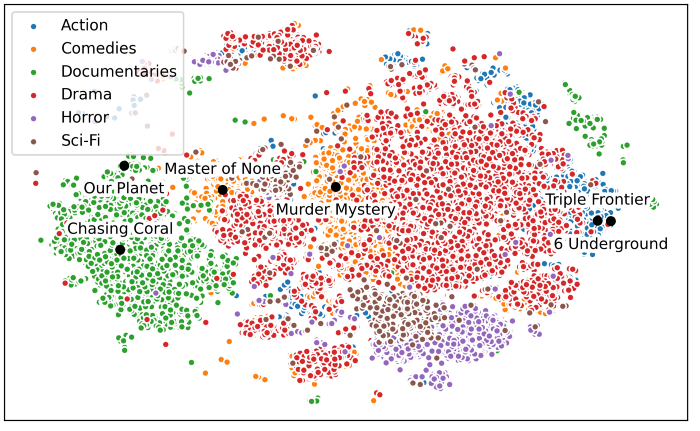 Action
Comedies
Documentaries
Drama
Horror
Sci-Fi
Master of None
Our Planet
Triple Frontier
Murder Mystery
Chasing Coral
6 Underground